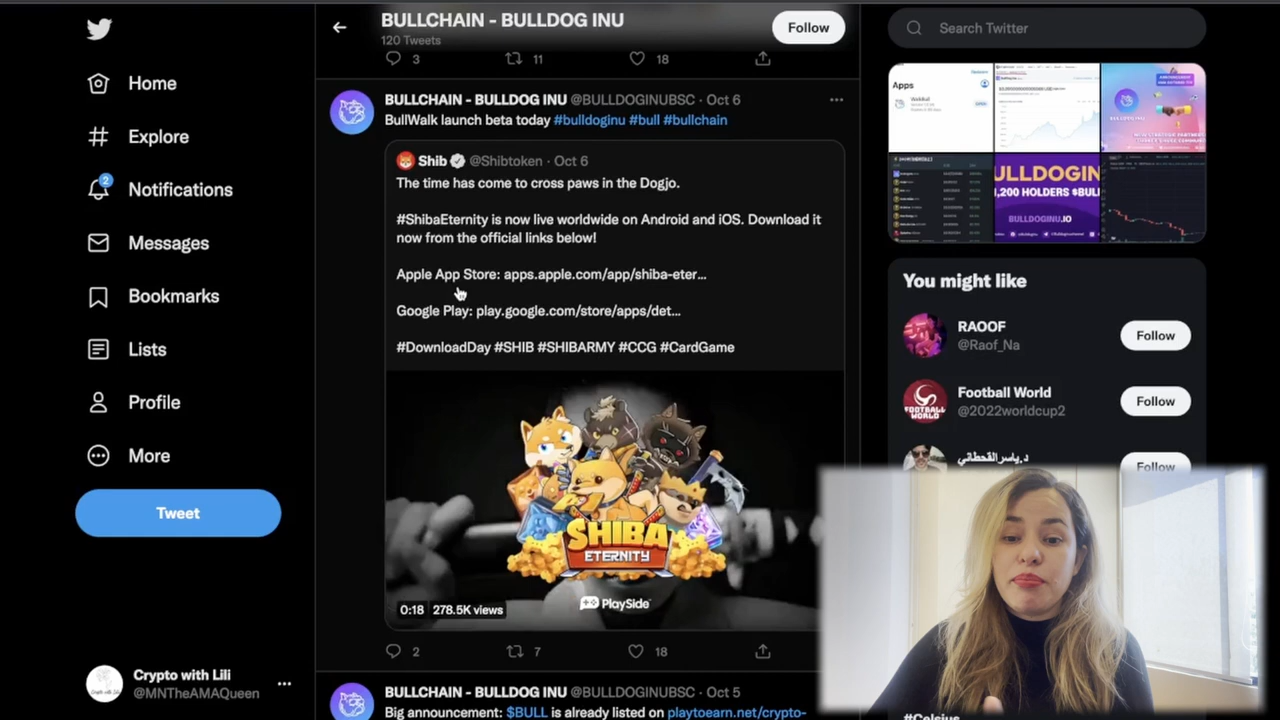 BULLCHAIN - BULLDOG INU
120 Tweets
Follow
Search Twitter
Home
Explore
2
Notifications
Messages
Bookmarks
Lists
Profile
More
Tweet
Crypto with Lili
@MNTheAMAQueen
3 11 18
BULLCHAIN - BULLDOG INU @BULLDOGINUBSC · Oct 6
BullWalk launches today #bulldoginu #bull #bullchain
Shib @Shibtoken · Oct 6
The time has come to toss paws in the dogjo.
#ShibaEternity is now live worldwide on Android and iOS. Download it
now from the official links below!
Apple App Store: apps.apple.com/app/shiba-eter...
Google Play: play.google.com/store/apps/det...
#DownloadDay #SHIB #SHIBARMY #CCG #CardGame
SHIBA
ETERNITY
PlaySide
0:18 278.5K views
2 7 18
BULLCHAIN - BULLDOG INU @BULLDOGINUBSC · Oct 5
Big announcement: $BULL is already listed on playtoearn.net/crypto-
Apps
ULLDOGIN
,200 HOLDERS $BUL
BULLDOGINU.IO
You might like
RAOOF
@Raof_Na
Follow
Football World
@2022worldcup2
Follow
د.ياسر القحطاني
Follow
#Celsius